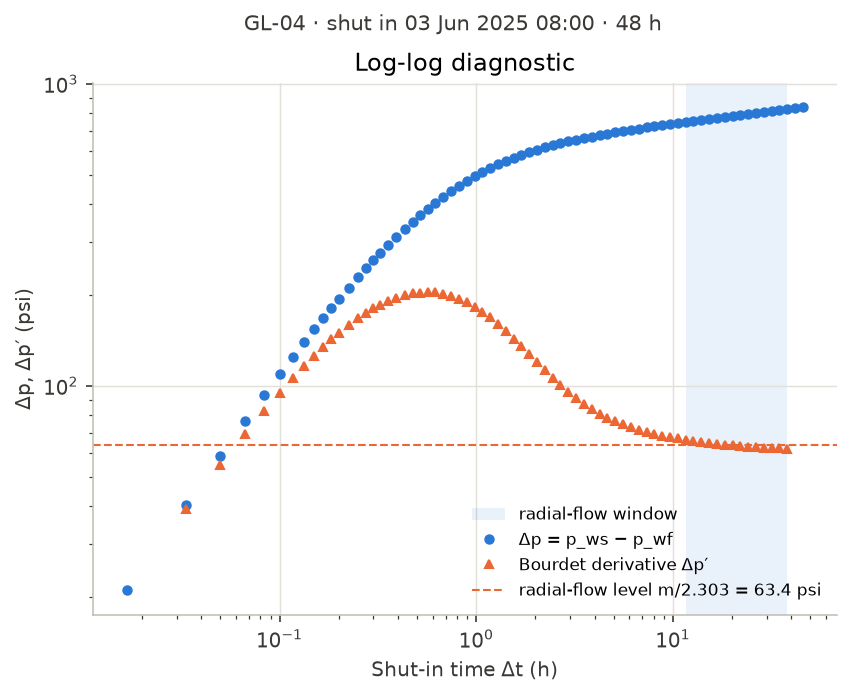 GL-04 · shut in 03 Jun 2025 08:00 · 48 h
Log-log diagnostic
Δp, Δp′ (psi)
10³
10²
10⁻¹
10⁰
10¹
Shut-in time Δt (h)
radial-flow window
Δp = p_ws − p_wf
Bourdet derivative Δp′
radial-flow level m/2.303 = 63.4 psi